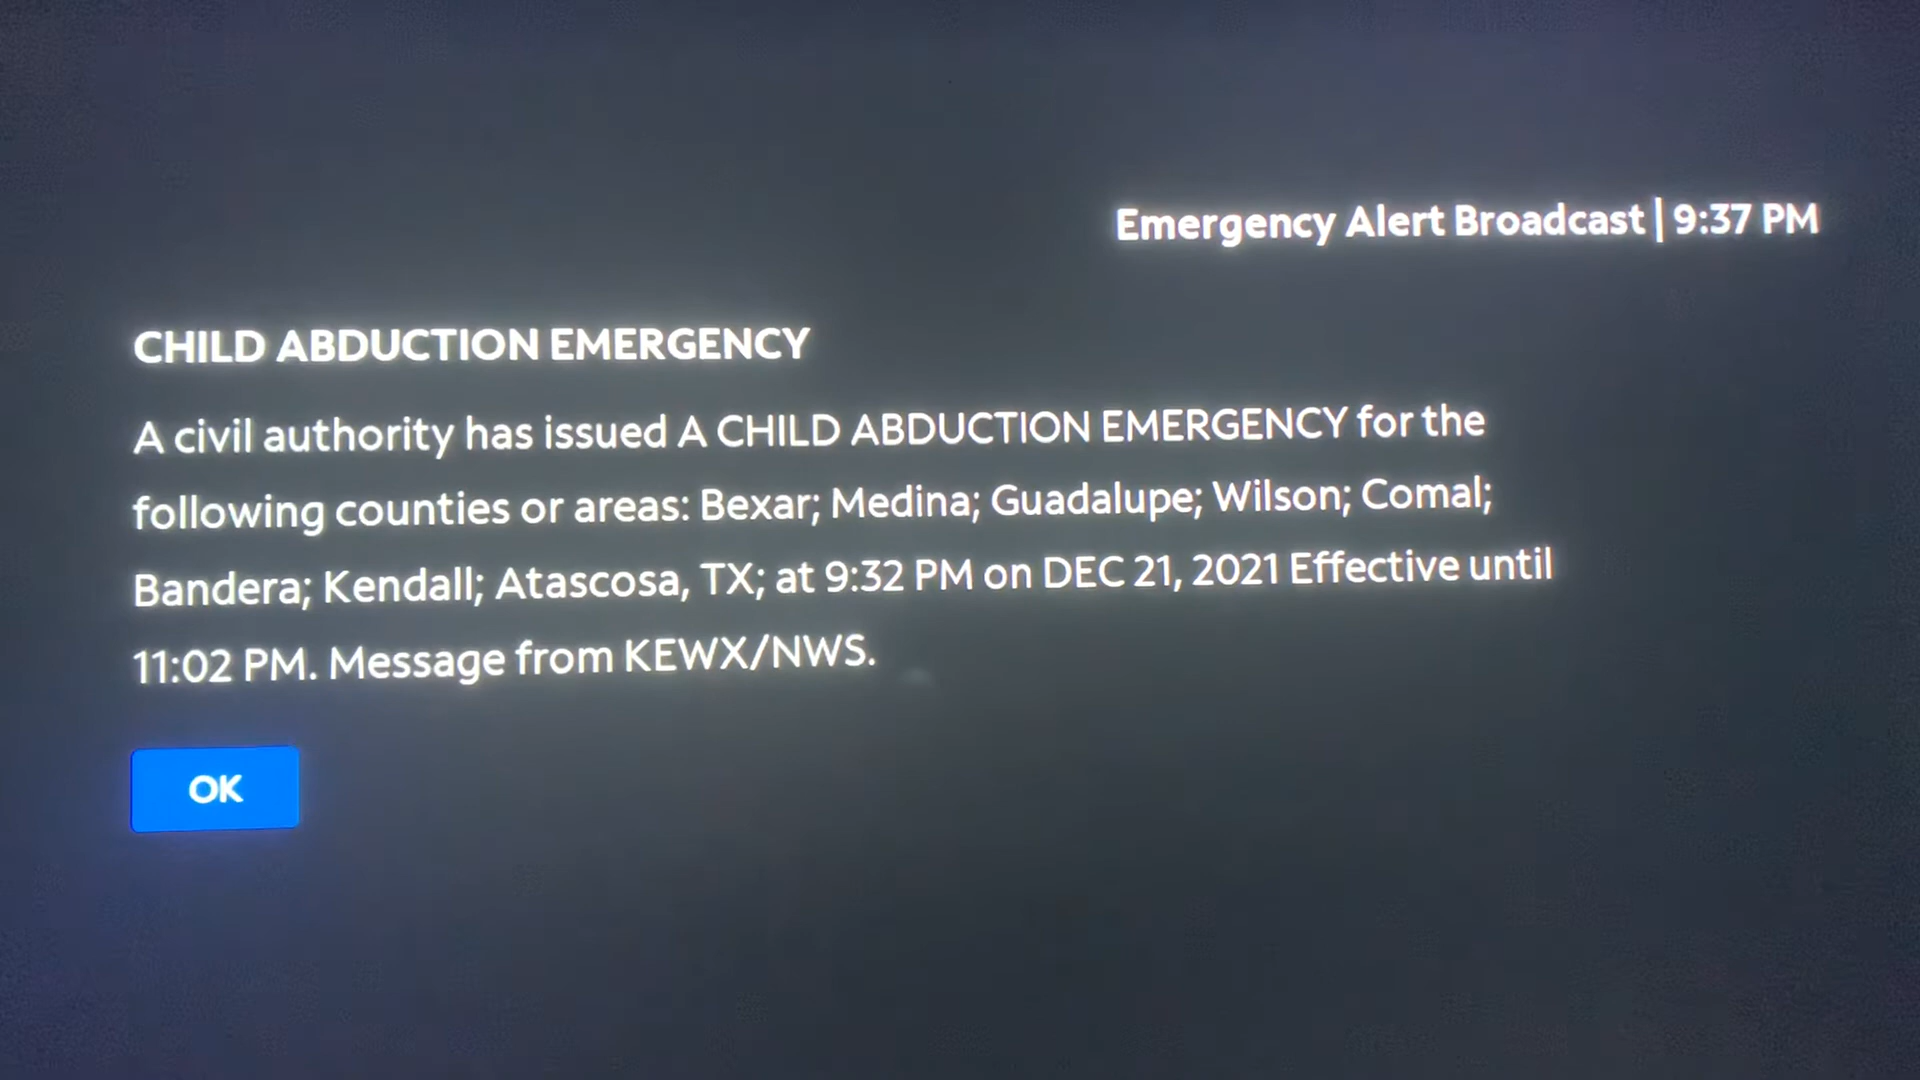 Emergency Alert Broadcast | 9:37 PM
CHILD ABDUCTION EMERGENCY
A civil authority has issued A CHILD ABDUCTION EMERGENCY for the
following counties or areas: Bexar; Medina; Guadalupe; Wilson; Comal;
Bandera; Kendall; Atascosa, TX; at 9:32 PM on DEC 21, 2021 Effective until
11:02 PM. Message from KEWX/NWS.
OK